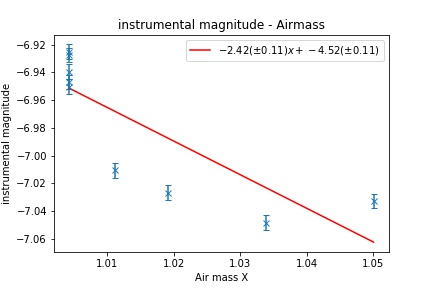 instrumental magnitude - Airmass
−2.42(±0.11)x + −4.52(±0.11)
instrumental magnitude
−6.92
−6.94
−6.96
−6.98
−7.00
−7.02
−7.04
−7.06
1.01 1.02 1.03 1.04 1.05
Air mass X